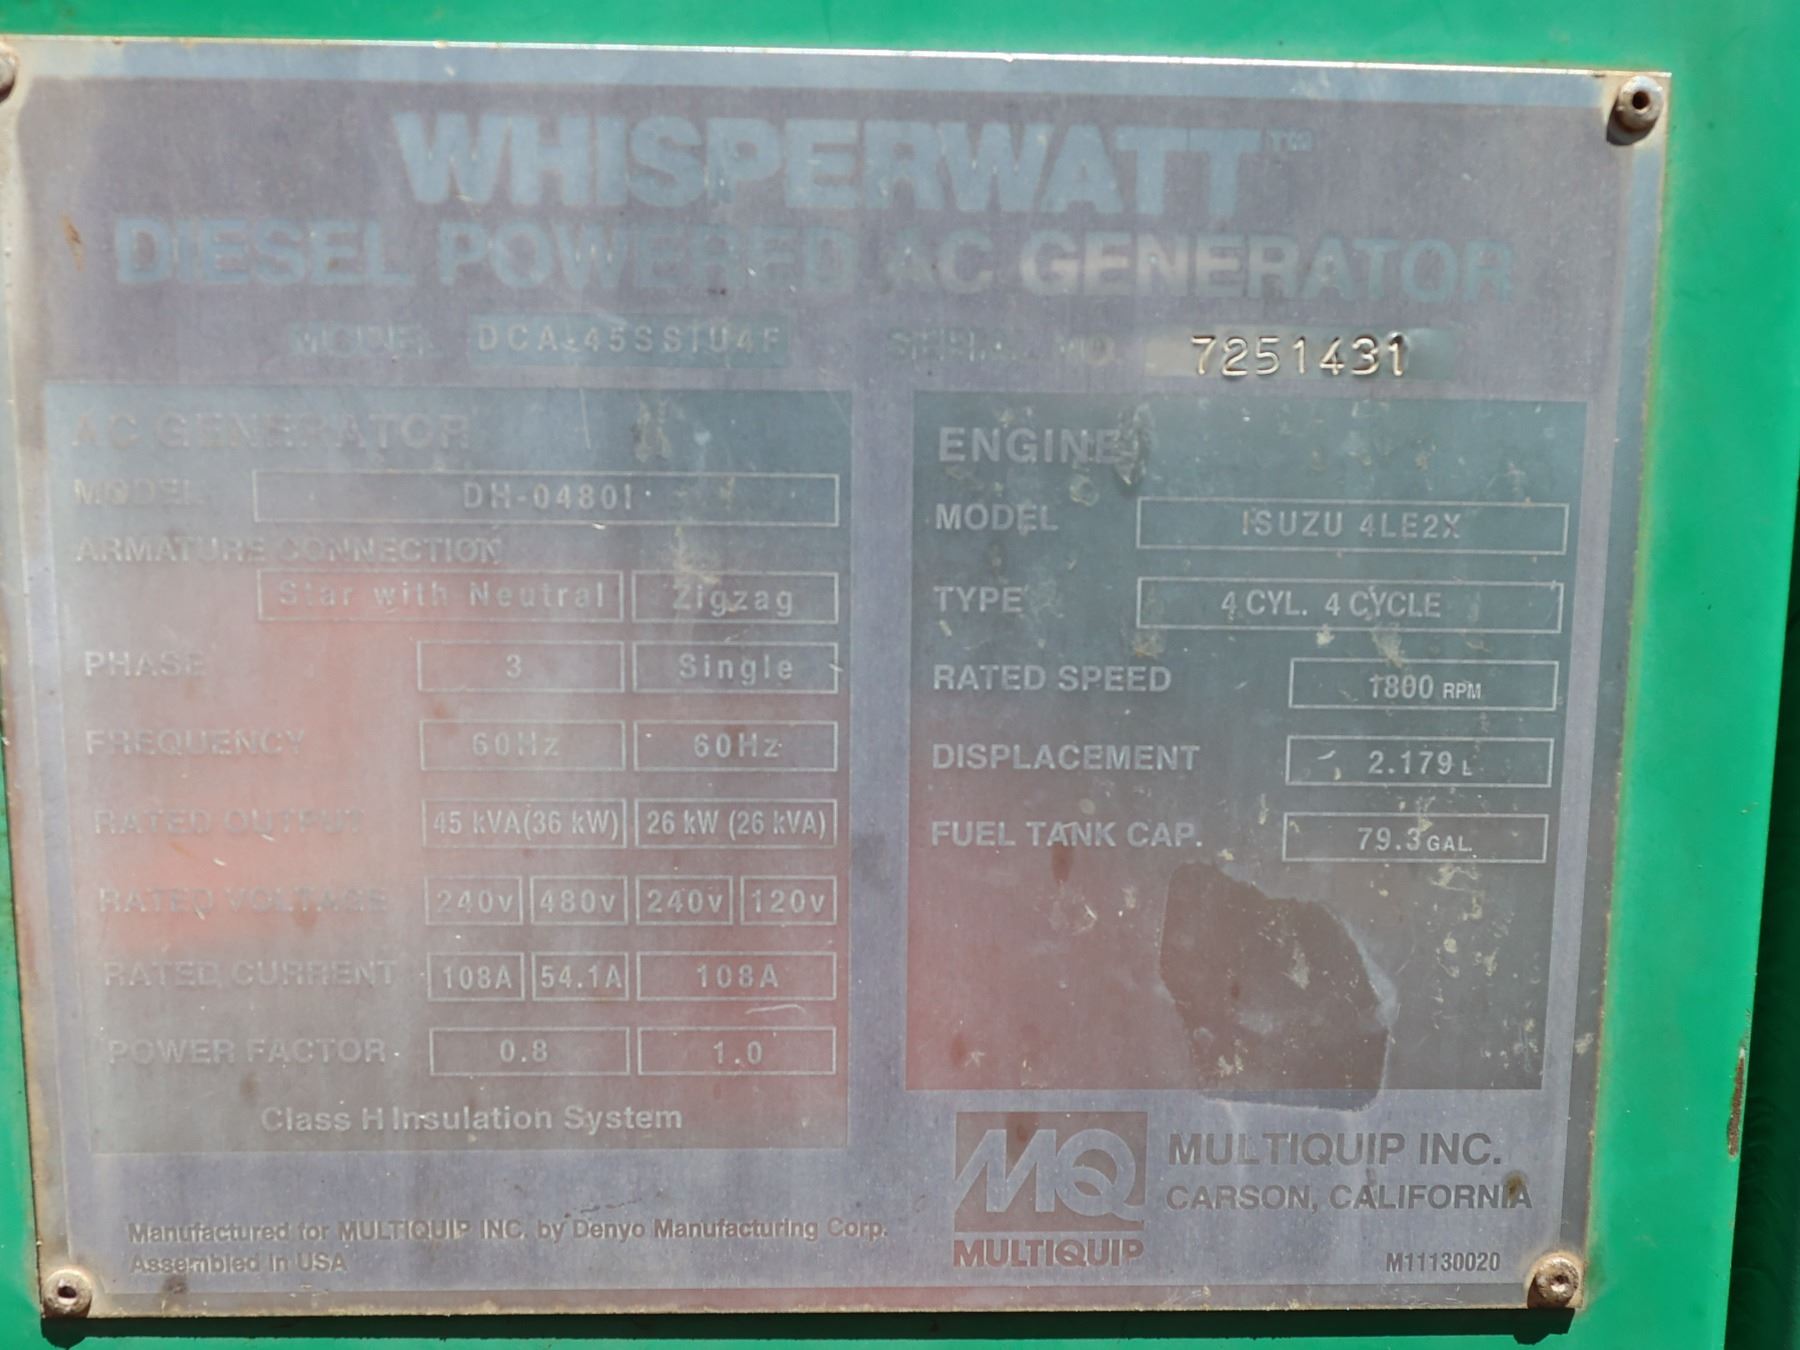 WHISPERWATT™
DIESEL POWERED AC GENERATOR
MODEL DCA-45SSIU4F SERIAL NO. 7251431
AC GENERATOR
MODEL DH-0480I
ARMATURE CONNECTION
Star with Neutral Zigzag
PHASE 3 Single
FREQUENCY 60Hz 60Hz
RATED OUTPUT 45 kVA(36 kW) 26 kW (26 kVA)
RATED VOLTAGE 240v 480v 240v 120v
RATED CURRENT 108A 54.1A 108A
POWER FACTOR 0.8 1.0
Class H Insulation System
ENGINE
MODEL ISUZU 4LE2X
TYPE 4 CYL. 4 CYCLE
RATED SPEED 1800 RPM
DISPLACEMENT 2.179 L
FUEL TANK CAP. 79.3 GAL.
Manufactured for MULTIQUIP INC. by Denyo Manufacturing Corp.
Assembled in USA
MQ
MULTIQUIP
MULTIQUIP INC.
CARSON, CALIFORNIA
M11130020